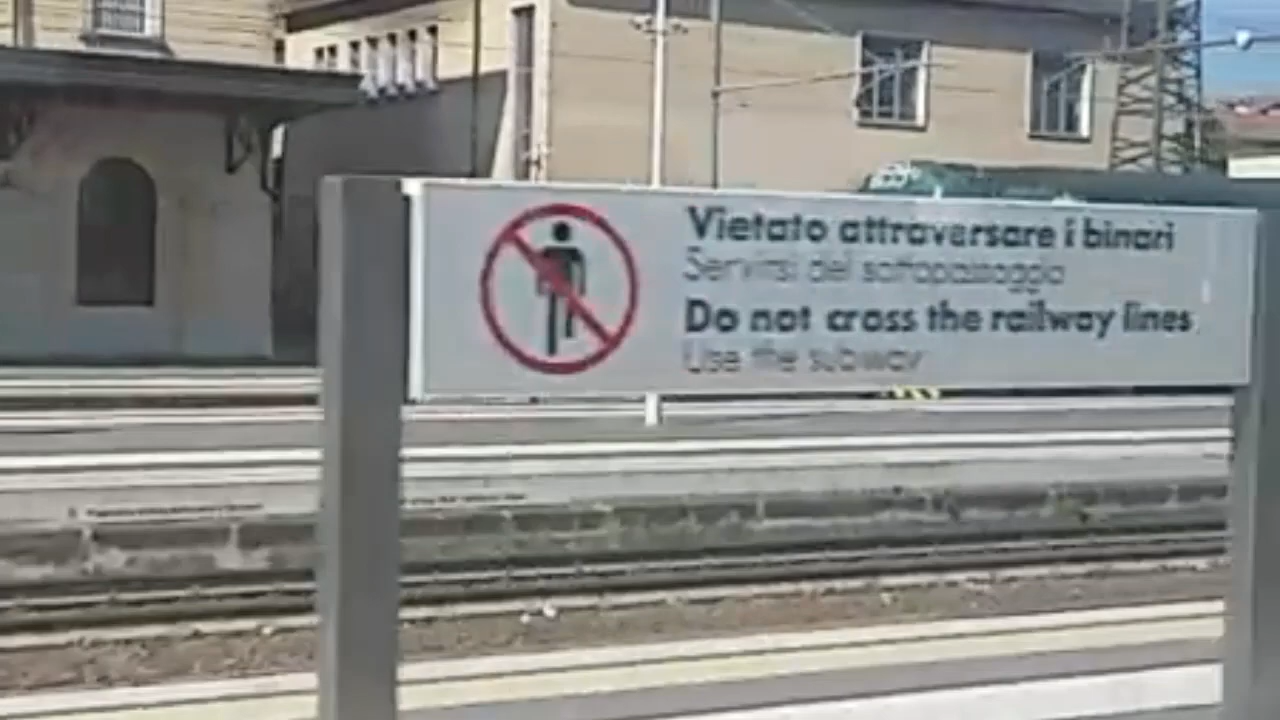 Vietato attraversare i binari
Servirsi del sottopassaggio
Do not cross the railway lines
Use the subway